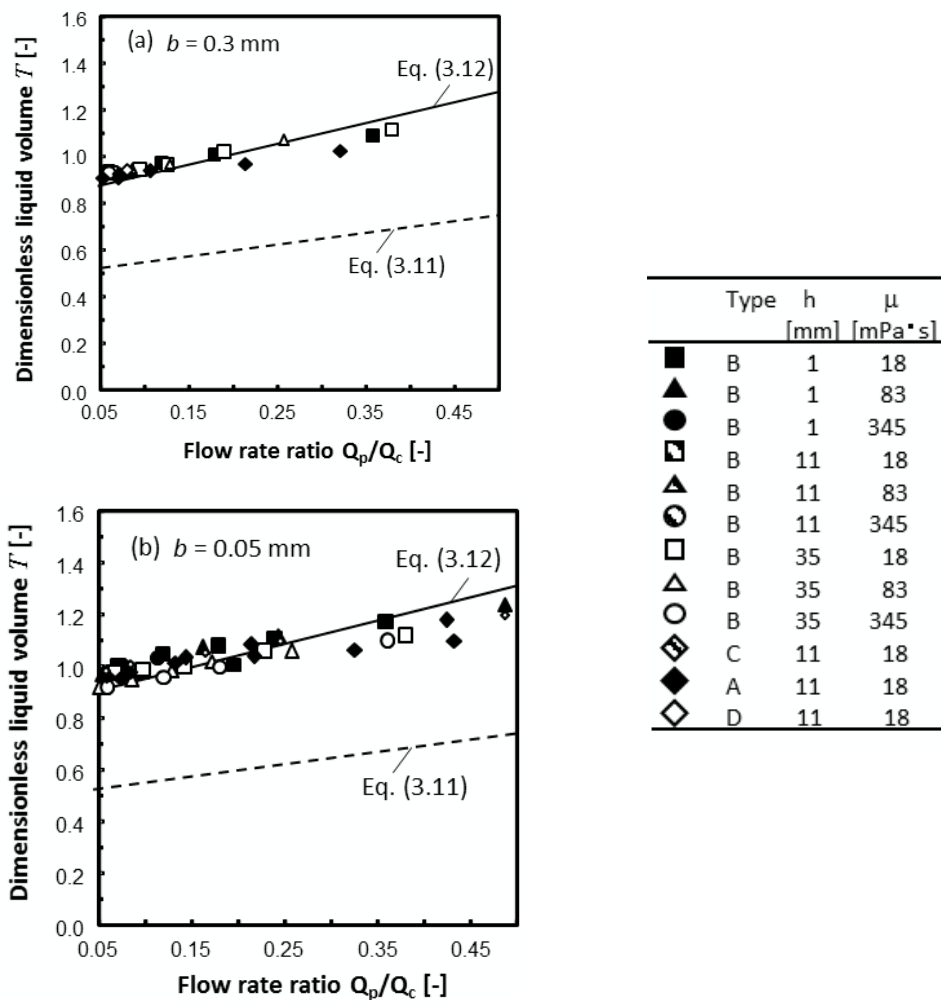 Dimensionless liquid volume T [-]
1.6
1.4
1.2
1.0
0.8
0.6
0.4
0.2
0.0
(a) b = 0.3 mm
Eq. (3.12)
Eq. (3.11)
0.05 0.15 0.25 0.35 0.45
Flow rate ratio Qp/Qc [-]
Dimensionless liquid volume T [-]
1.6
1.4
1.2
1.0
0.8
0.6
0.4
0.2
0.0
(b) b = 0.05 mm
Eq. (3.12)
Eq. (3.11)
0.05 0.15 0.25 0.35 0.45
Flow rate ratio Qp/Qc [-]
Type h μ
[mm] [mPa▪s]
B 1 18
B 1 83
B 1 345
B 11 18
B 11 83
B 11 345
B 35 18
B 35 83
B 35 345
C 11 18
A 11 18
D 11 18